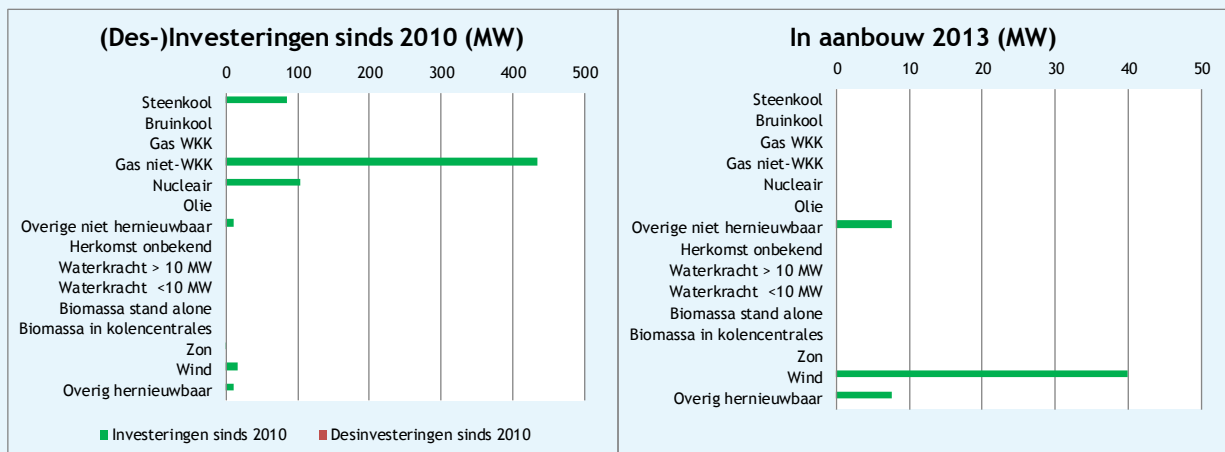 (Des-)Investeringen sinds 2010 (MW)
0 100 200 300 400 500
Steenkool
Bruinkool
Gas WKK
Gas niet-WKK
Nucleair
Olie
Overige niet hernieuwbaar
Herkomst onbekend
Waterkracht > 10 MW
Waterkracht <10 MW
Biomassa stand alone
Biomassa in kolencentrales
Zon
Wind
Overig hernieuwbaar
Investeringen sinds 2010 Desinvesteringen sinds 2010
In aanbouw 2013 (MW)
0 10 20 30 40 50
Steenkool
Bruinkool
Gas WKK
Gas niet-WKK
Nucleair
Olie
Overige niet hernieuwbaar
Herkomst onbekend
Waterkracht > 10 MW
Waterkracht <10 MW
Biomassa stand alone
Biomassa in kolencentrales
Zon
Wind
Overig hernieuwbaar